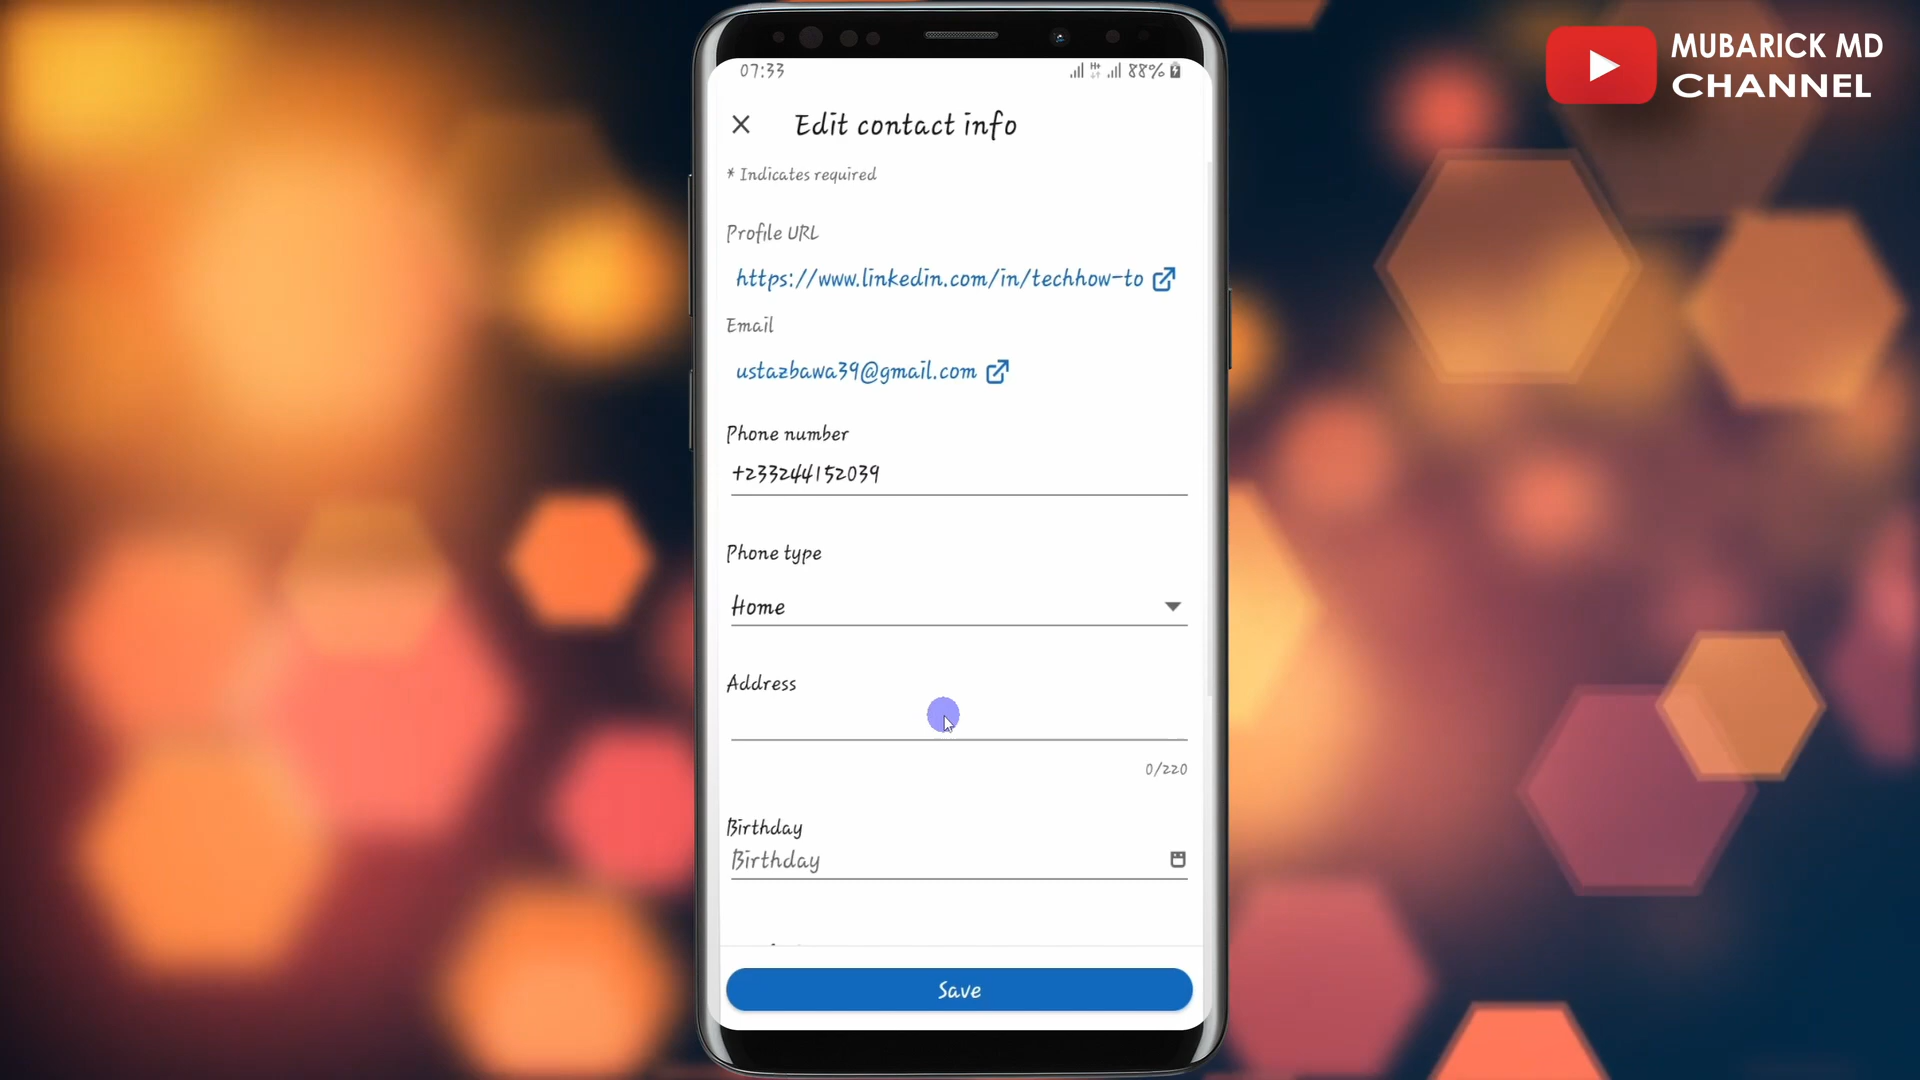 MUBARICK MD
CHANNEL
07:33
88%
Edit contact info
* Indicates required
Profile URL
https://www.linkedin.com/in/techhow-to
Email
ustazbawa39@gmail.com
Phone number
+233244152039
Phone type
Home
Address
0/220
Birthday
Birthday
Save